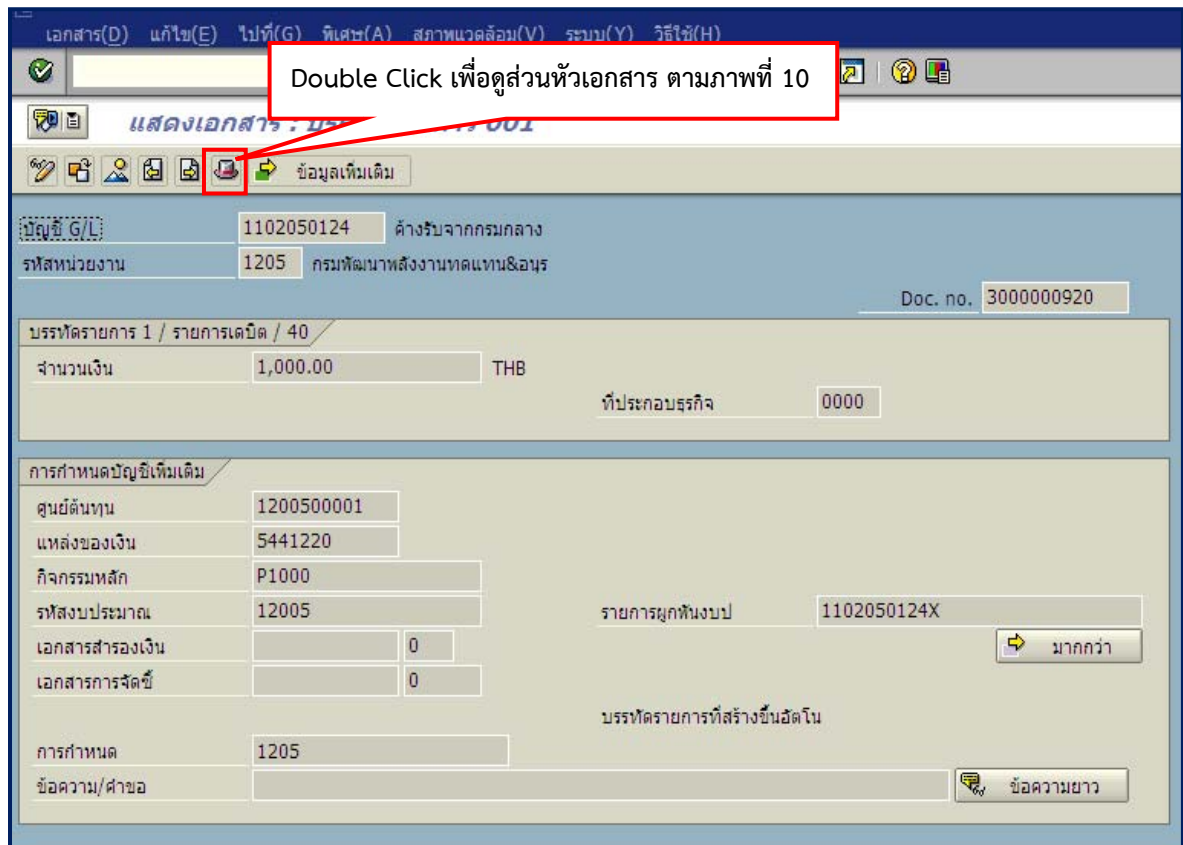 เอกสาร(D) แก้ไข(E) ไปที่(G) พิเศษ(A) สภาพแวดล้อม(V) ระบบ(Y) วิธีใช้(H)
Double Click เพื่อดูส่วนหัวเอกสาร ตามภาพที่ 10
แสดงเอกสาร : 001
ข้อมูลเพิ่มเติม
บัญชี G/L 1102050124 ค้างรับจากกรมกลาง
รหัสหน่วยงาน 1205 กรมพัฒนาพลังงานทดแทน&อนุร
Doc. no. 3000000920
บรรทัดรายการ 1 / รายการเดบิต / 40
จำนวนเงิน 1,000.00 THB
ที่ประกอบธุรกิจ 0000
การกำหนดบัญชีเพิ่มเติม
ศูนย์ต้นทุน 1200500001
แหล่งของเงิน 5441220
กิจกรรมหลัก P1000
รหัสงบประมาณ 12005 รายการผูกพันงบป 1102050124X
เอกสารสำรองเงิน 0 มากกว่า
เอกสารการจัดชี้ 0
บรรทัดรายการที่สร้างขึ้นอัตโน
การกำหนด 1205
ข้อความ/คำขอ ข้อความยาว